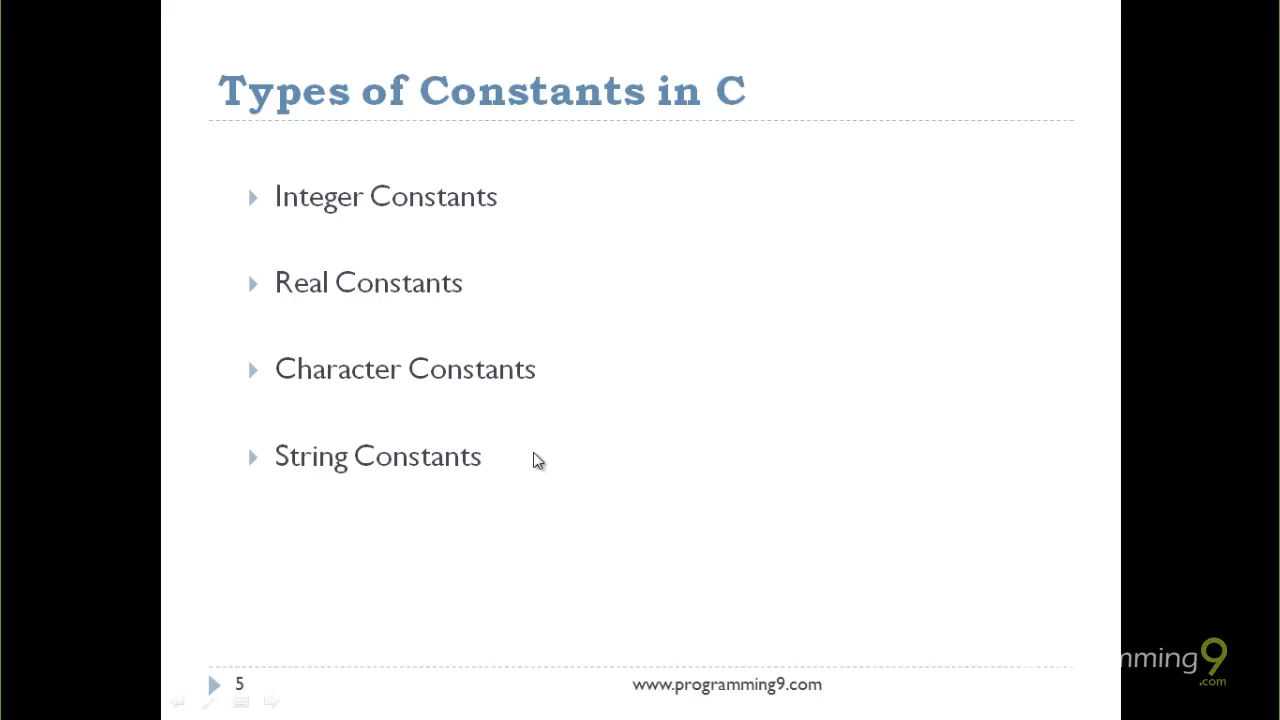 Types of Constants in C
Integer Constants
Real Constants
Character Constants
String Constants
5
www.programming9.com
mming9
.com